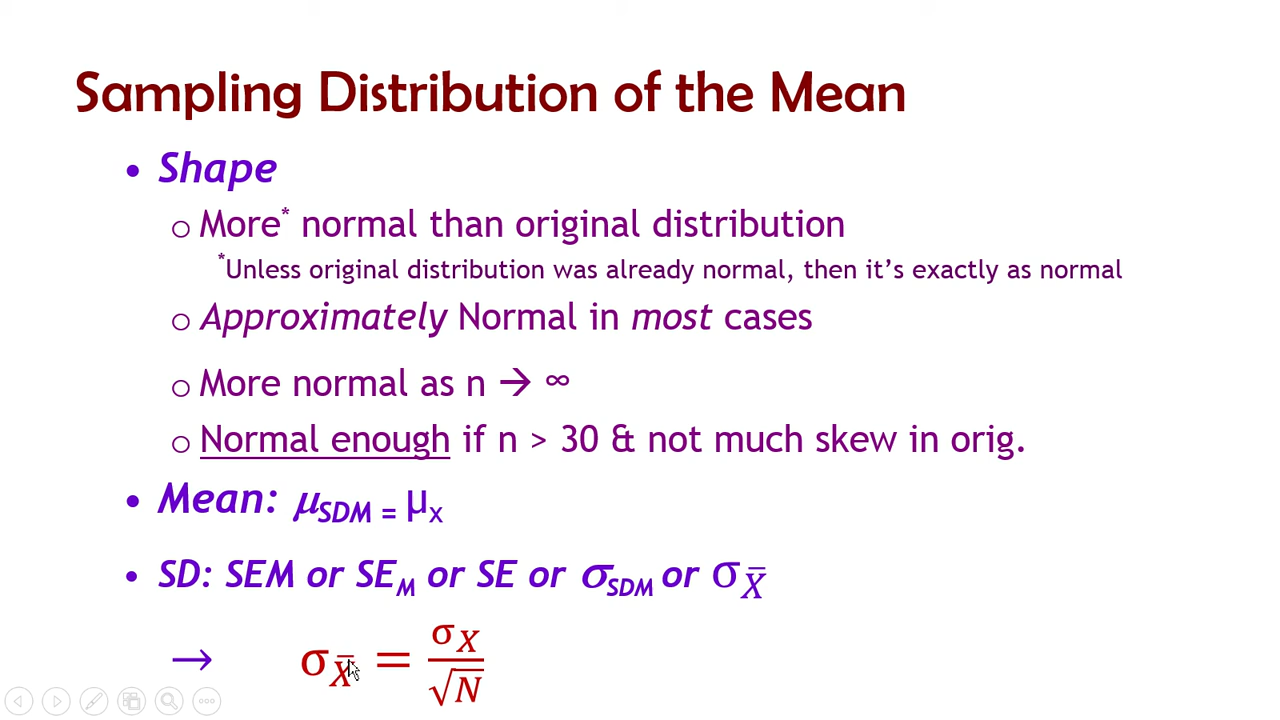 Sampling Distribution of the Mean
• Shape
o More* normal than original distribution
*Unless original distribution was already normal, then it’s exactly as normal
o Approximately Normal in most cases
o More normal as n → ∞
o Normal enough if n > 30 & not much skew in orig.
• Mean: μSDM = μx
• SD: SEM or SEM or SE or σSDM or σX̄
→ σX̄ = σX / √N